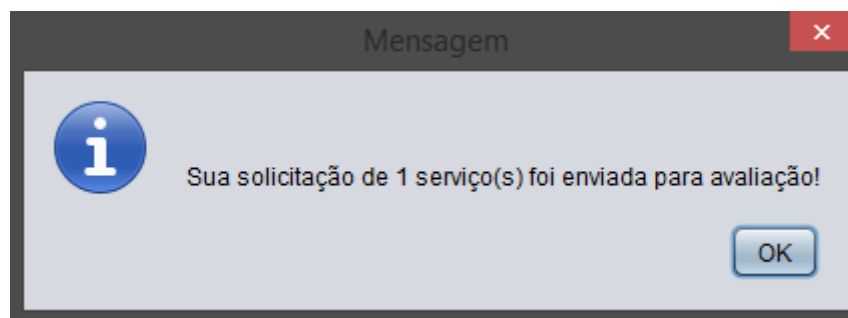 Mensagem
Sua solicitação de 1 serviço(s) foi enviada para avaliação!
OK